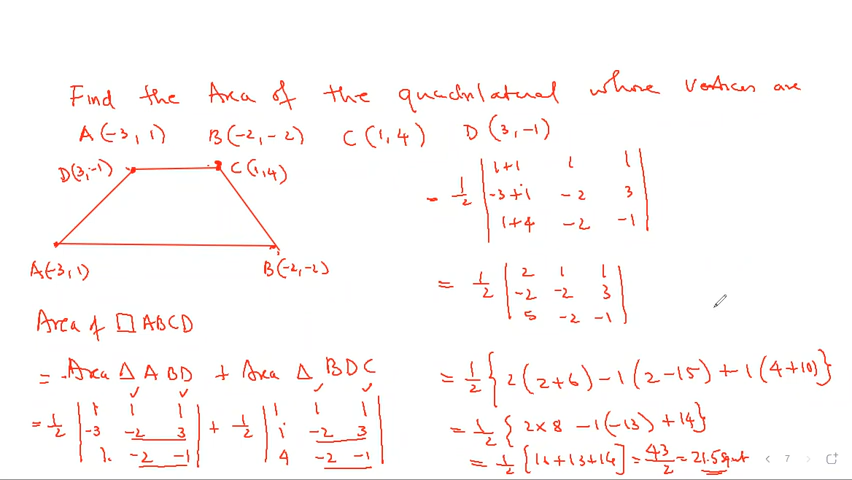 Find the Area of the quadrilateral whose vertices are
A(-3, 1) B(-2, -2) C(1, 4) D(3, -1)
D(3, -1) C(1, 4)
A(-3, 1) B(-2, -2)
Area of □ABCD
= Area Δ ABD + Area Δ BDC
= 1/2 | 1 1 1 | + 1/2 | 1 1 1 |
| -3 -2 3 | | 1 -2 3 |
| 1 -2 -1 | | 4 -2 -1 |
= 1/2 | 1+1 1 1 |
| -3+1 -2 3 |
| 1+4 -2 -1 |
= 1/2 | 2 1 1 |
| -2 -2 3 |
| 5 -2 -1 |
= 1/2 { 2(2+6) -1(2-15) +1(4+10)}
= 1/2 { 2×8 -1(-13) +14}
= 1/2 [16+13+14] = 43/2 = 21.5 squt
7